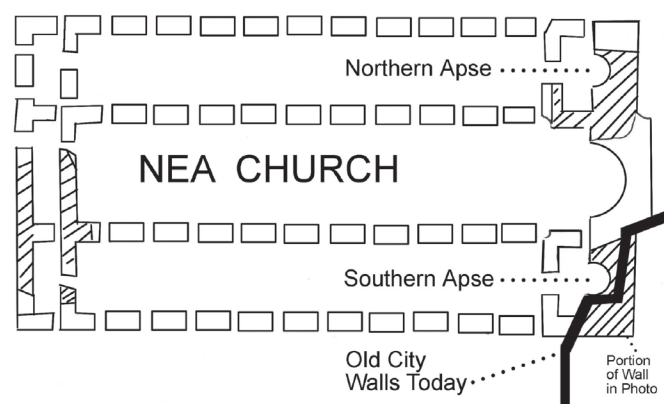 Northern Apse
NEA CHURCH
Southern Apse
Old City
Walls Today
Portion
of Wall
in Photo